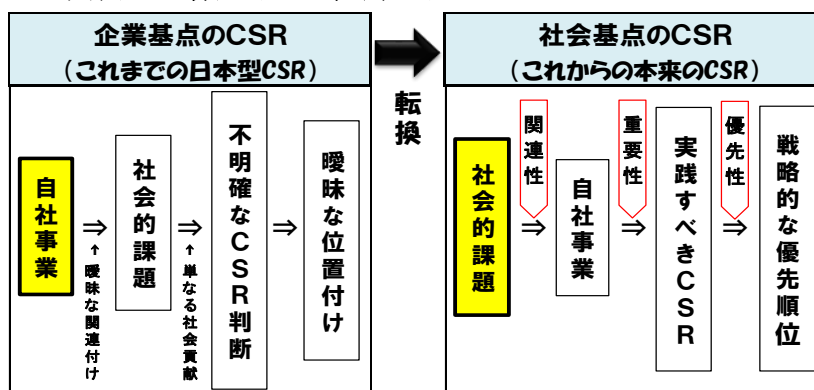 企業基点のCSR
(これまでの日本型CSR)
自社事業
⇒
↑曖昧な関連付け
社会的課題
⇒
↑単なる社会貢献
不明確なCSR判断
⇒
曖昧な位置付け
転換
社会基点のCSR
(これからの本来のCSR)
社会的課題
関連性
⇒
自社事業
重要性
⇒
実践すべきCSR
優先性
⇒
戦略的な優先順位